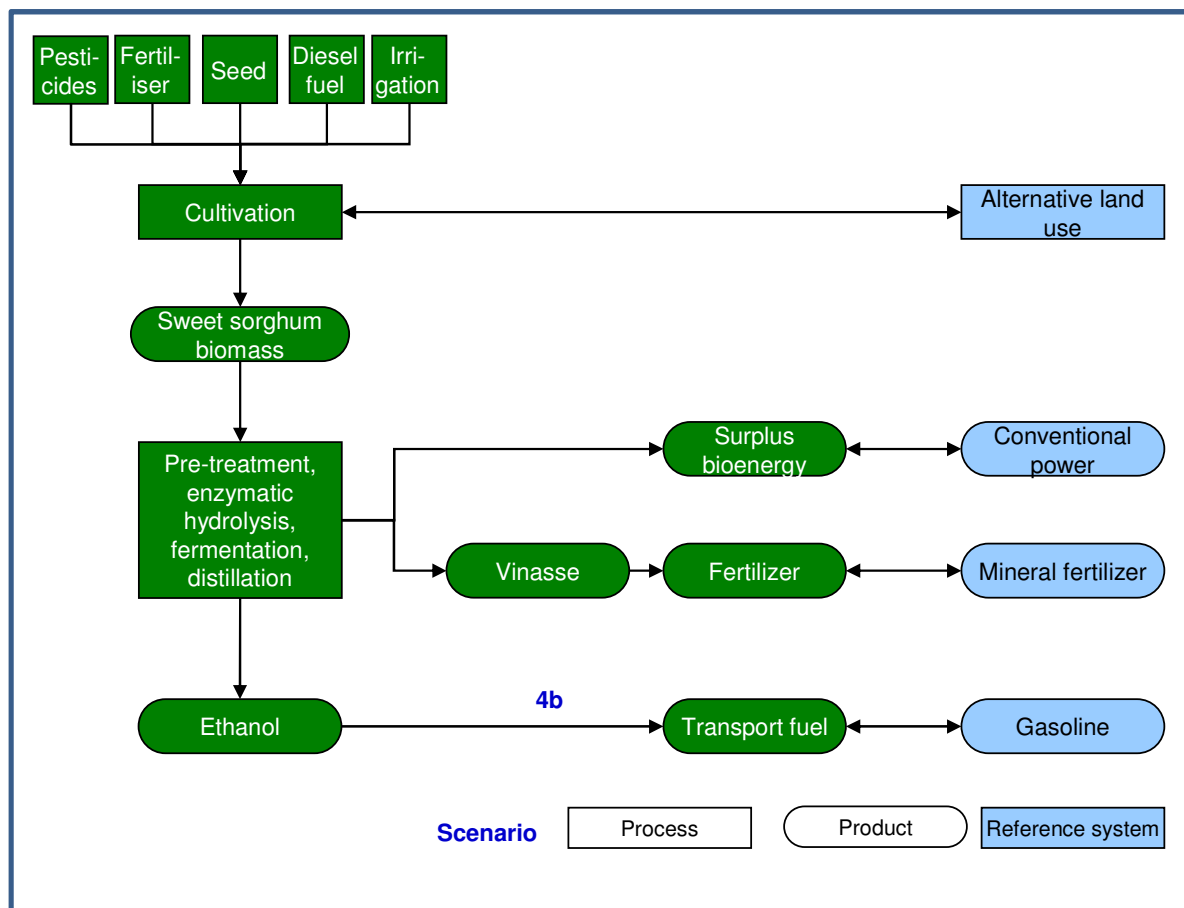 Pesti-
cides
Fertil-
iser
Seed
Diesel
fuel
Irri-
gation
Cultivation
Alternative land
use
Sweet sorghum
biomass
Pre-treatment,
enzymatic
hydrolysis,
fermentation,
distillation
Surplus
bioenergy
Conventional
power
Vinasse
Fertilizer
Mineral fertilizer
4b
Ethanol
Transport fuel
Gasoline
Scenario
Process
Product
Reference system